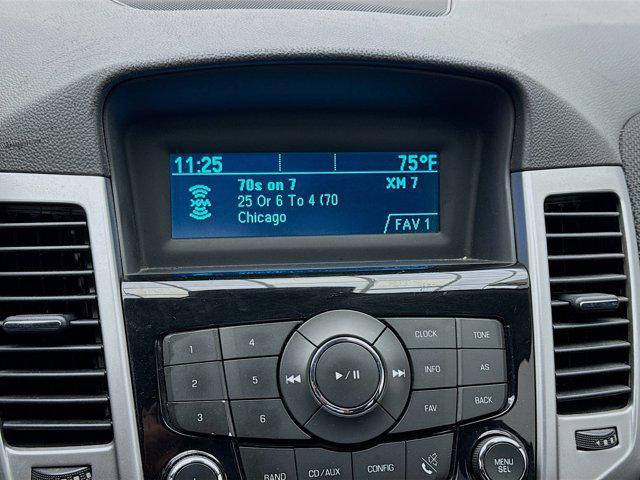 11:25 75°F
70s on 7 XM 7
XM 25 Or 6 To 4 (70
Chicago FAV 1
1 4 CLOCK TONE
2 5 INFO AS
3 6 FAV BACK
BAND CD/AUX CONFIG MENU
SEL